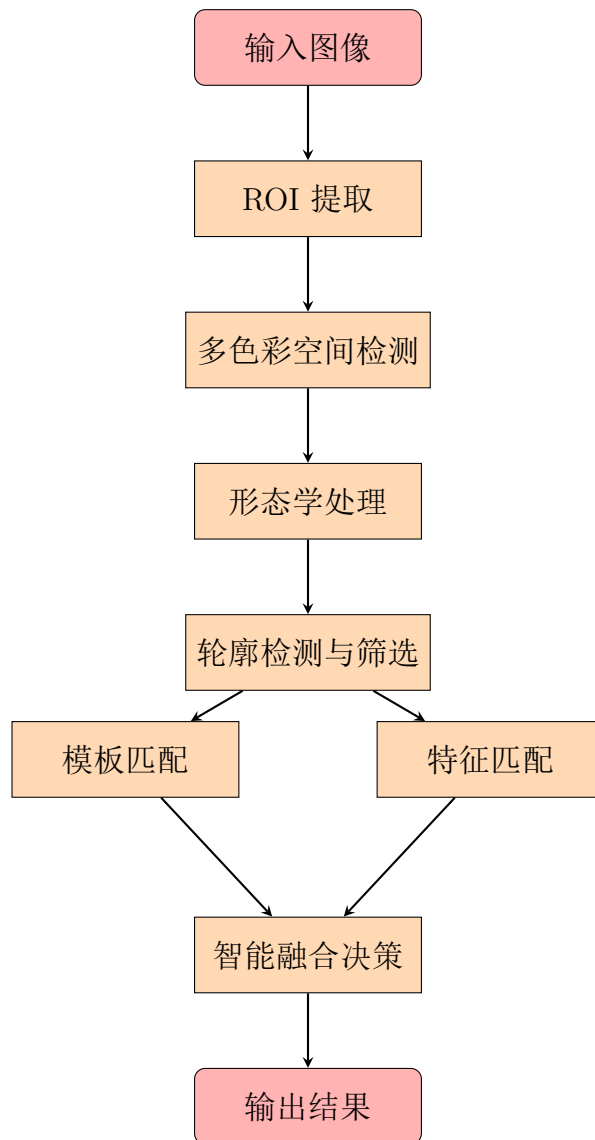 输入图像
ROI 提取
多色彩空间检测
形态学处理
轮廓检测与筛选
模板匹配
特征匹配
智能融合决策
输出结果